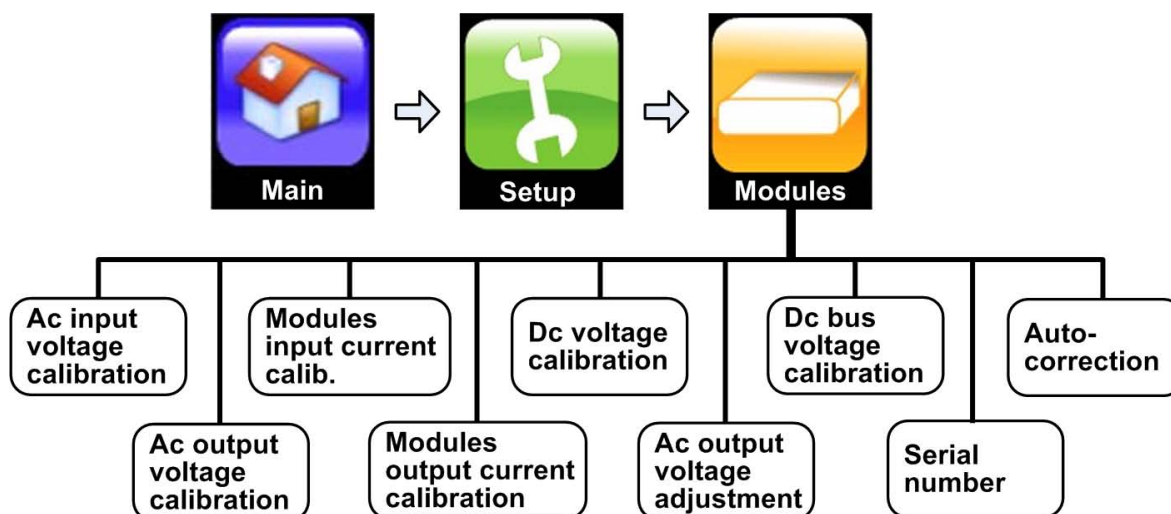 Main
Setup
Modules
Ac input
voltage
calibration
Modules
input current
calib.
Dc voltage
calibration
Dc bus
voltage
calibration
Auto-
correction
Ac output
voltage
calibration
Modules
output current
calibration
Ac output
voltage
adjustment
Serial
number